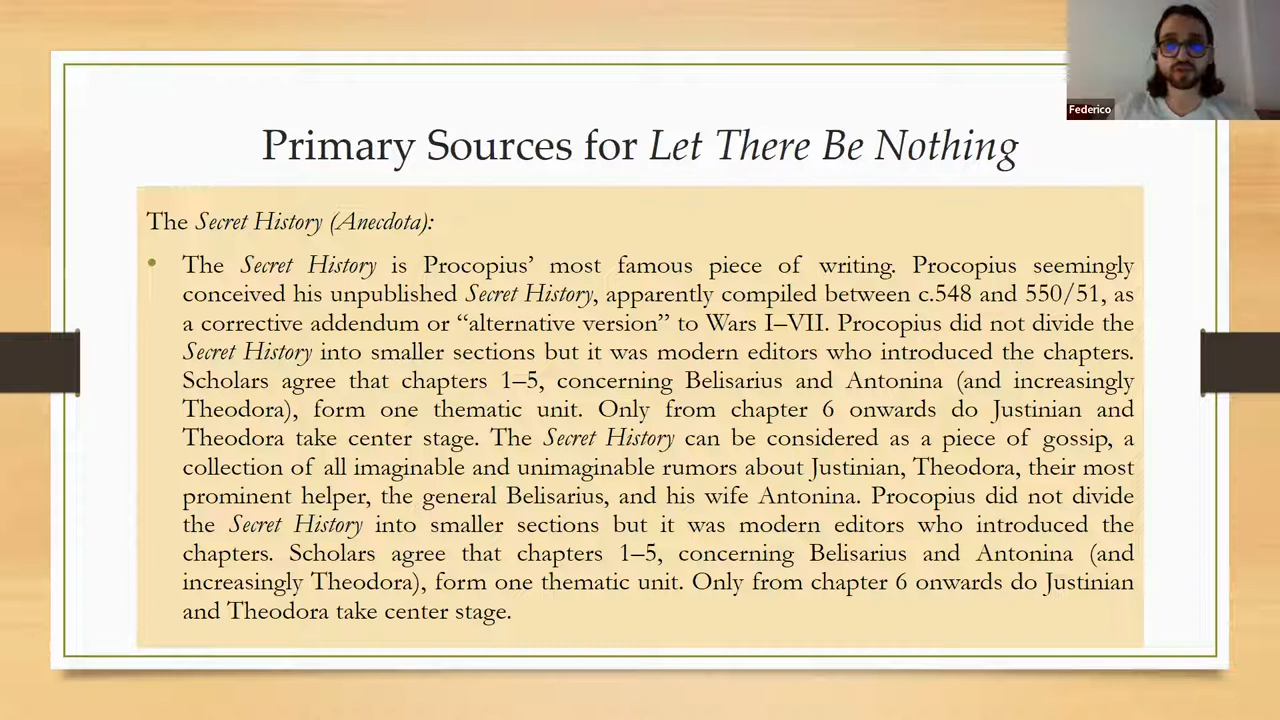 Federico
Primary Sources for Let There Be Nothing
The Secret History (Anecdota):
• The Secret History is Procopius’ most famous piece of writing. Procopius seemingly
conceived his unpublished Secret History, apparently compiled between c.548 and 550/51, as
a corrective addendum or “alternative version” to Wars I–VII. Procopius did not divide the
Secret History into smaller sections but it was modern editors who introduced the chapters.
Scholars agree that chapters 1–5, concerning Belisarius and Antonina (and increasingly
Theodora), form one thematic unit. Only from chapter 6 onwards do Justinian and
Theodora take center stage. The Secret History can be considered as a piece of gossip, a
collection of all imaginable and unimaginable rumors about Justinian, Theodora, their most
prominent helper, the general Belisarius, and his wife Antonina. Procopius did not divide
the Secret History into smaller sections but it was modern editors who introduced the
chapters. Scholars agree that chapters 1–5, concerning Belisarius and Antonina (and
increasingly Theodora), form one thematic unit. Only from chapter 6 onwards do Justinian
and Theodora take center stage.